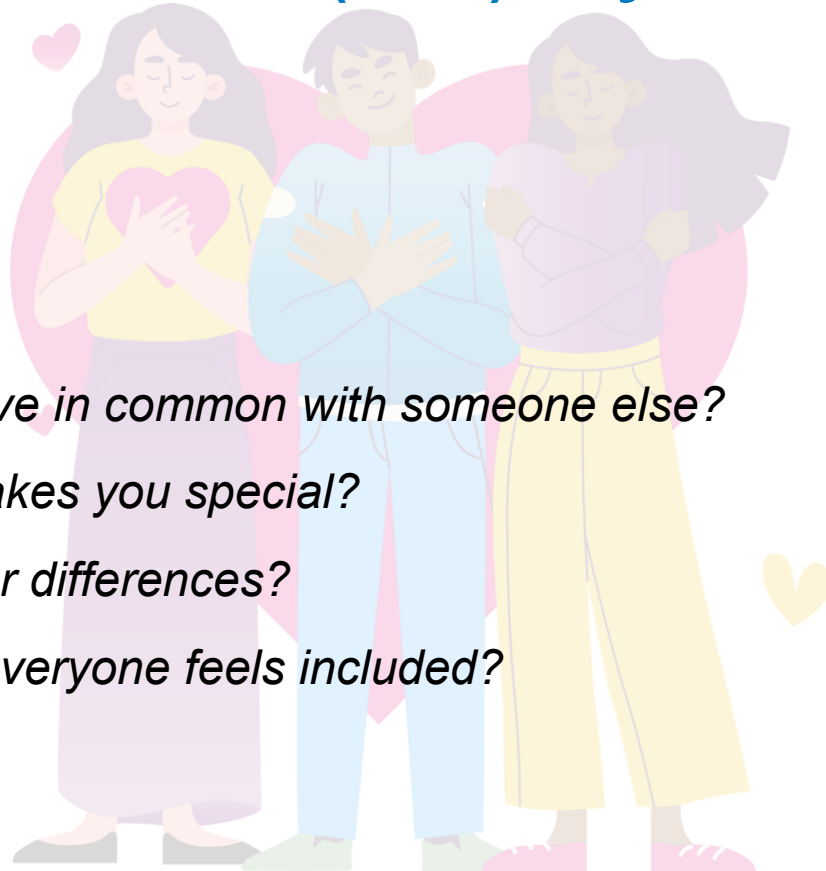 ve in common with someone else?
akes you special?
r differences?
veryone feels included?